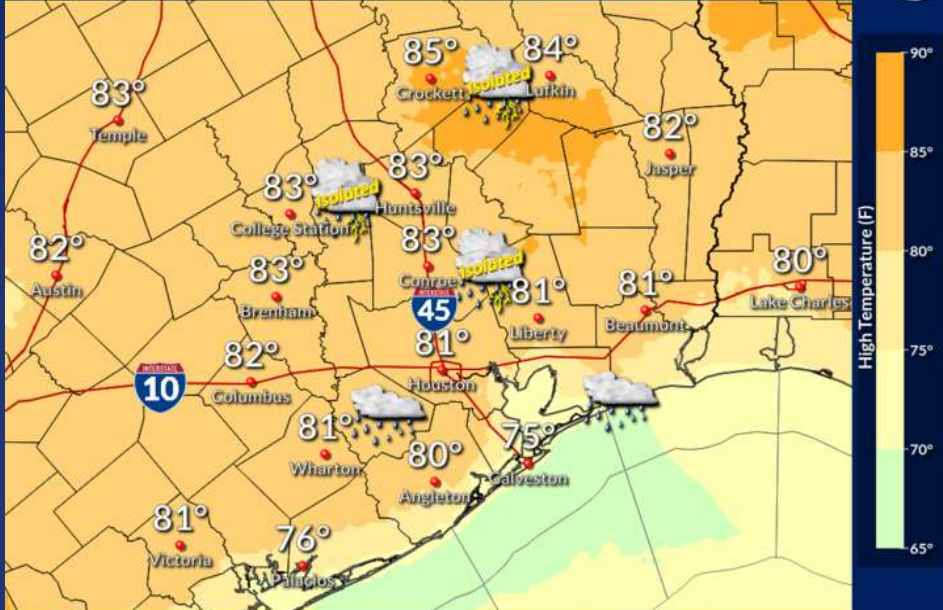 85°
Crockett
Isolated
84°
Lufkin
83°
Temple
82°
Jasper
83°
College Station
Isolated
83°
Huntsville
82°
Austin
83°
Conroe
Isolated
83°
Brenham
INTERSTATE
45
81°
Liberty
81°
Beaumont
80°
Lake Charles
81°
Houston
INTERSTATE
10
82°
Columbus
81°
Wharton
80°
Angleton
75°
Galveston
81°
Victoria
76°
Palacios
High Temperature (F)
90°
85°
80°
75°
70°
65°